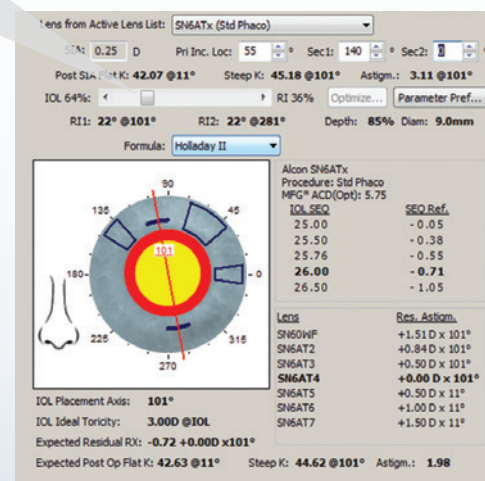 Lens from Active Lens List: SN6ATx (Std Phaco)
SIA: 0.25 D Pri Inc. Loc: 55 ° Sec1: 140 ° Sec2: 0
Post SIA Flat K: 42.07 @11° Steep K: 45.18 @101° Astigm.: 3.11 @101°
IOL 64%: RI 36% Optimize... Parameter Pref...
RI1: 22° @101° RI2: 22° @281° Depth: 85% Diam: 9.0mm
Formula: Holladay II
90
135 45
101
180 0
225 315
270
Alcon SN6ATx
Procedure: Std Phaco
MFG* ACD(Opt): 5.75
IOL SEQ SEQ Ref.
25.00 - 0.05
25.50 - 0.38
25.76 - 0.55
26.00 - 0.71
26.50 - 1.05
Lens Res. Astigm.
SN60WF +1.51 D x 101°
SN6AT2 +0.84 D x 101°
SN6AT3 +0.50 D x 101°
SN6AT4 +0.00 D x 101°
SN6AT5 +0.50 D x 11°
SN6AT6 +1.00 D x 11°
SN6AT7 +1.50 D x 11°
IOL Placement Axis: 101°
IOL Ideal Toricity: 3.00D @IOL
Expected Residual RX: -0.72 +0.00D x101°
Expected Post Op Flat K: 42.63 @11° Steep K: 44.62 @101° Astigm.: 1.98